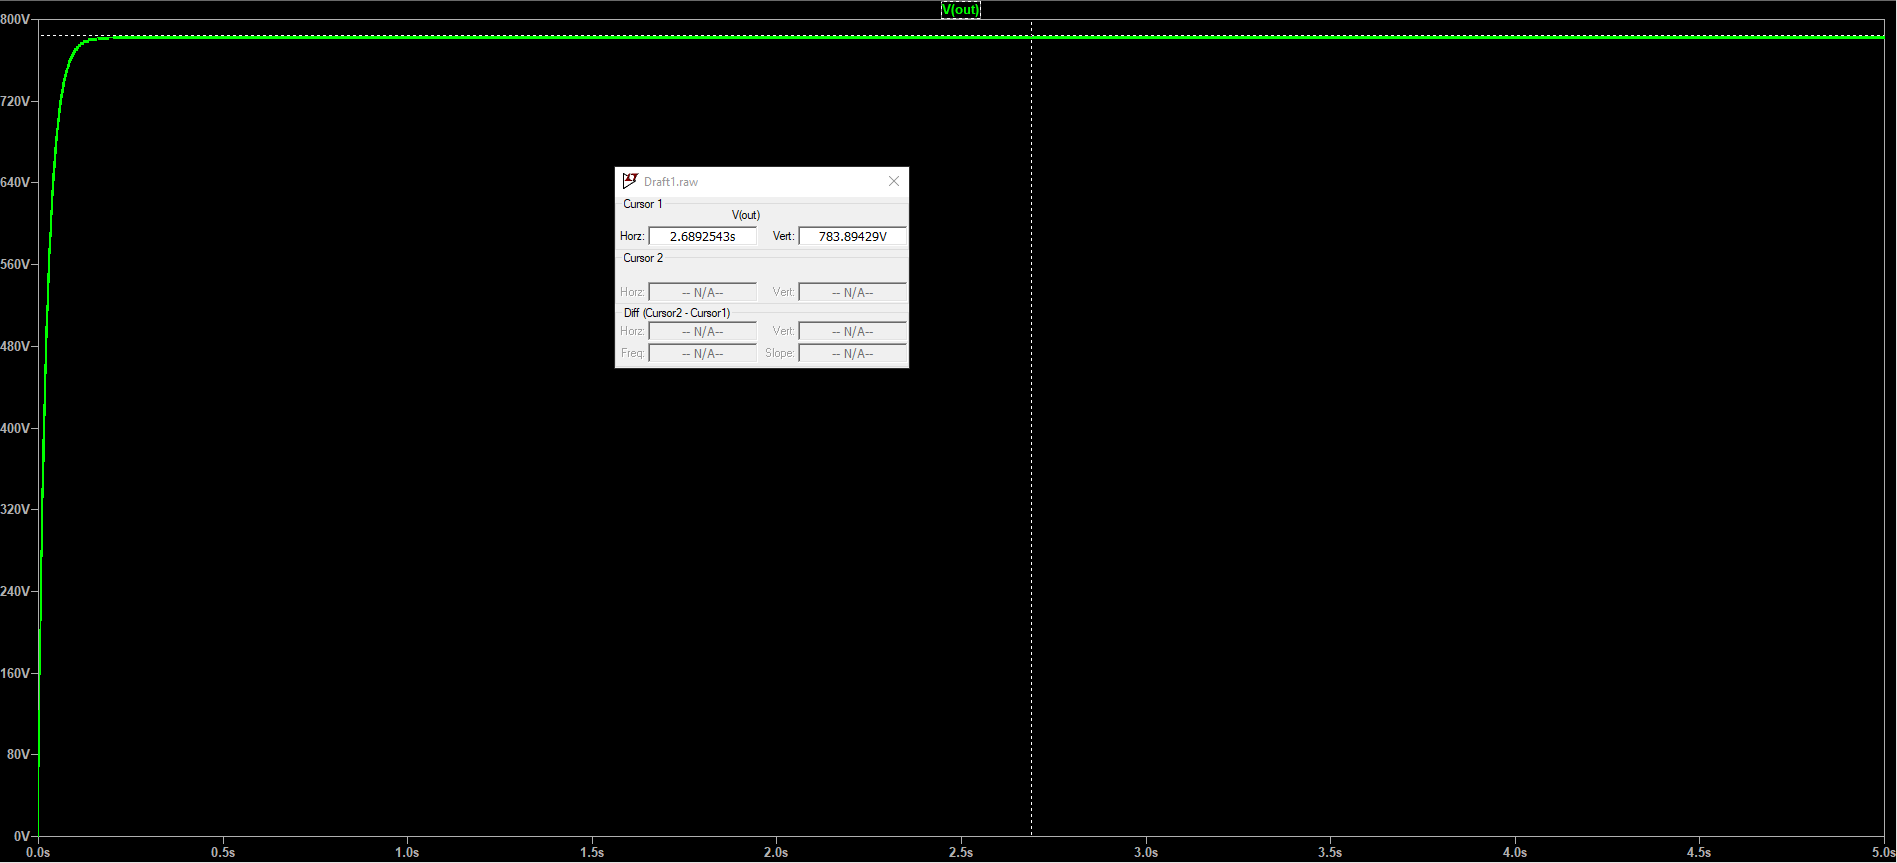 V(out)
800V
720V
640V
560V
480V
400V
320V
240V
160V
80V
0V
Draft1.raw
Cursor 1
V(out)
Horz: 2.6892543s Vert: 783.89429V
Cursor 2
Horz: -- N/A-- Vert: -- N/A--
Diff (Cursor2 - Cursor1)
Horz: -- N/A-- Vert: -- N/A--
Freq: -- N/A-- Slope: -- N/A--
0.0s 0.5s 1.0s 1.5s 2.0s 2.5s 3.0s 3.5s 4.0s 4.5s 5.0s